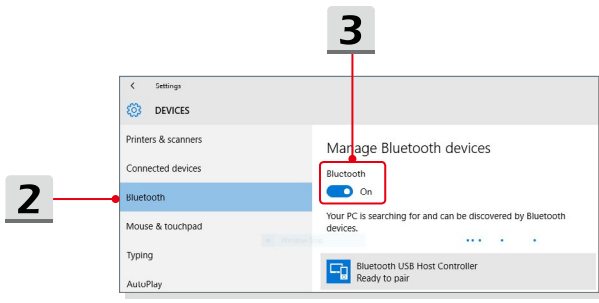 3
Settings
DEVICES
Printers & scanners
Connected devices
2
Bluetooth
Mouse & touchpad
Typing
AutoPlay
Manage Bluetooth devices
Bluetooth
On
Your PC is searching for and can be discovered by Bluetooth
devices.
Bluetooth USB Host Controller
Ready to pair